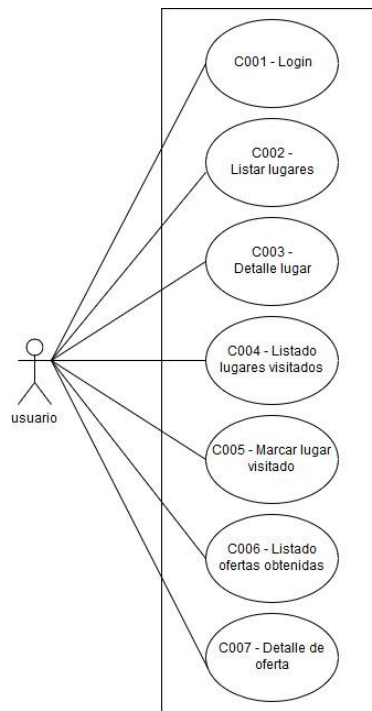 C001 - Login
C002 -
Listar lugares
C003 -
Detalle lugar
C004 - Listado
lugares visitados
usuario
C005 - Marcar lugar
visitado
C006 - Listado
ofertas obtenidas
C007 - Detalle de
oferta